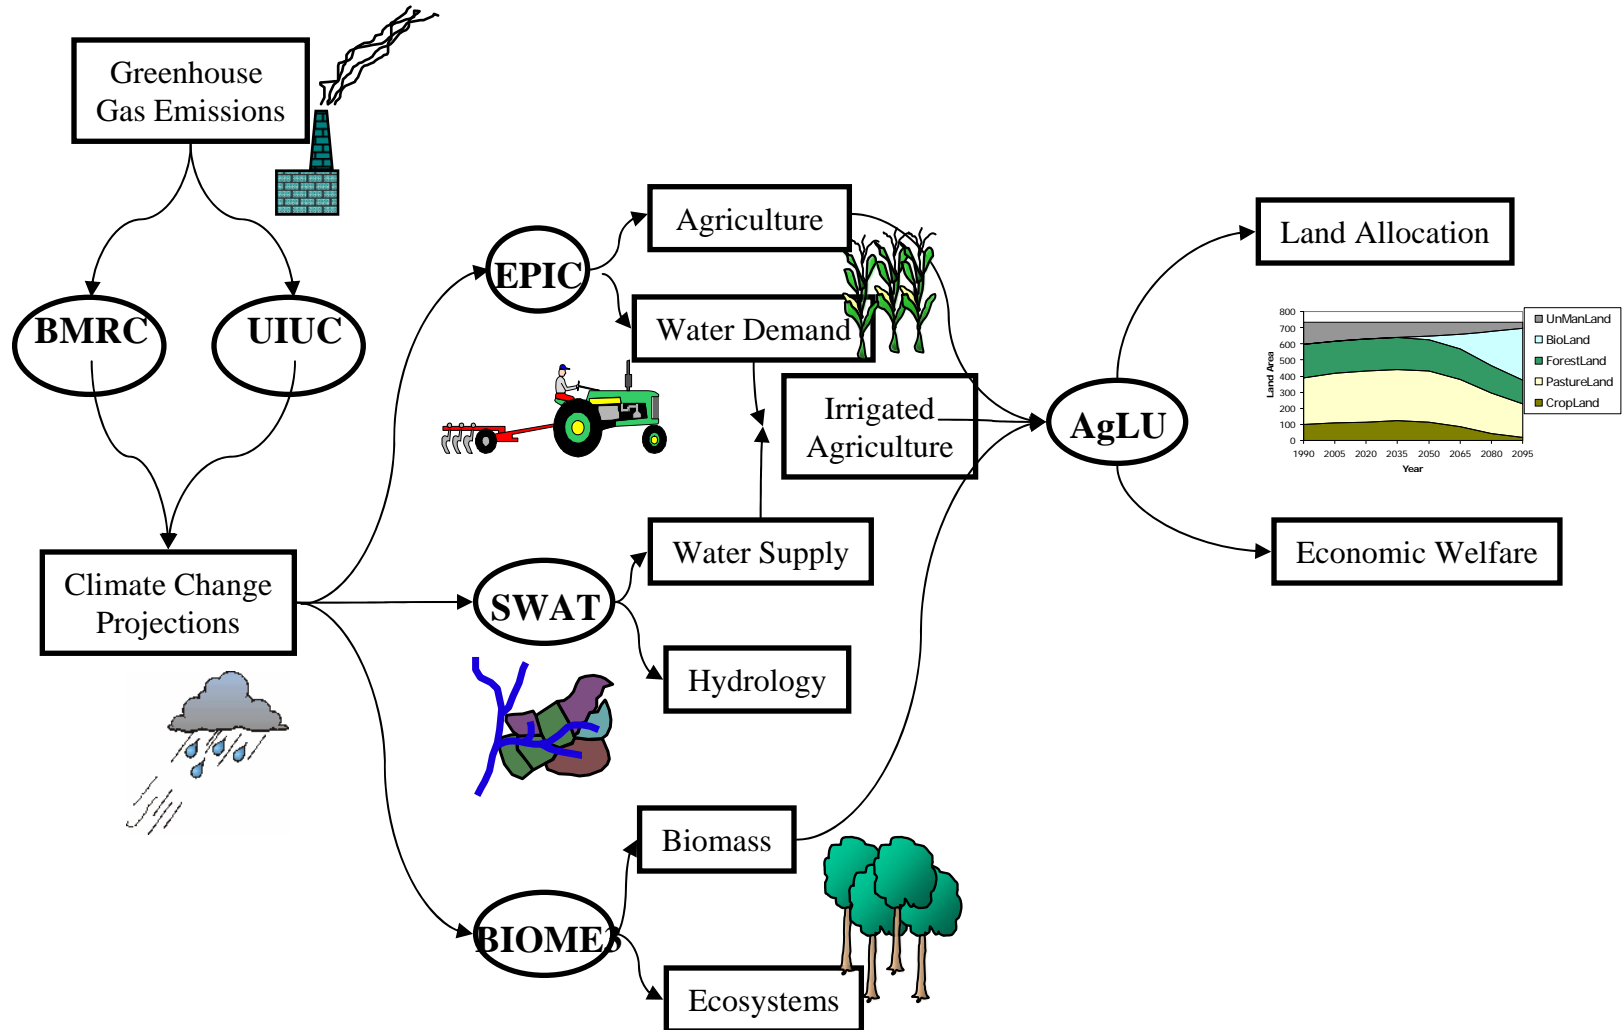 Greenhouse
Gas Emissions
BMRC
UIUC
Climate Change
Projections
EPIC
SWAT
BIOME3
Agriculture
Water Demand
Irrigated
Agriculture
Water Supply
Hydrology
Biomass
Ecosystems
AgLU
Land Allocation
Land Area
800
700
600
500
400
300
200
100
0
1990 2005 2020 2035 2050 2065 2080 2095
Year
UnManLand
BioLand
ForestLand
PastureLand
CropLand
Economic Welfare